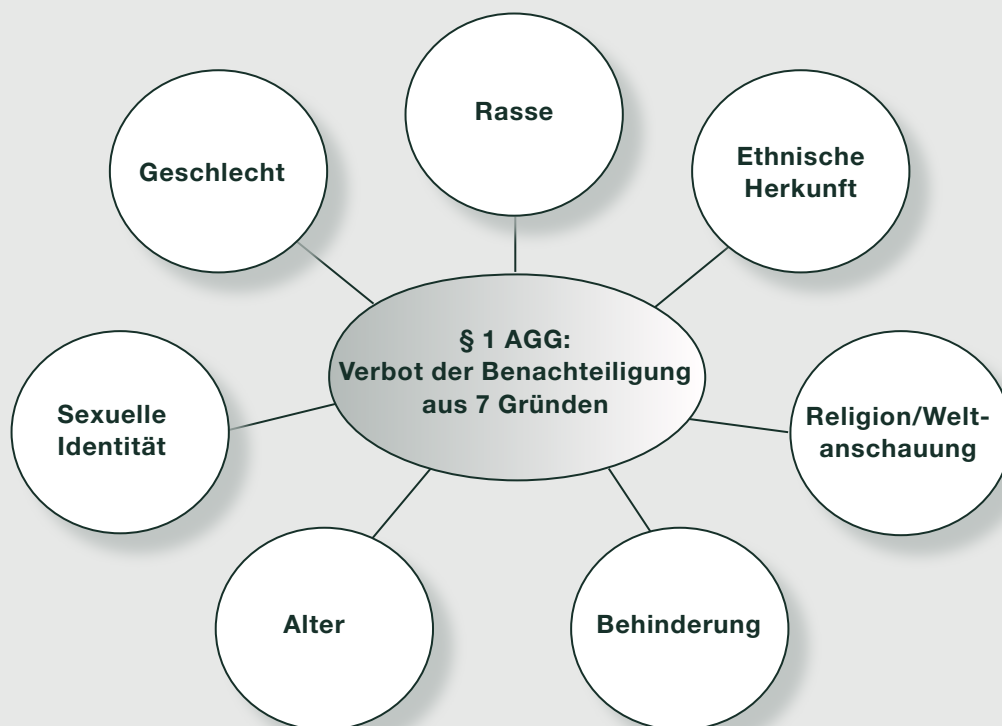 Rasse
Geschlecht
Ethnische
Herkunft
§ 1 AGG:
Verbot der Benachteiligung
aus 7 Gründen
Sexuelle
Identität
Religion/Welt-
anschauung
Alter
Behinderung